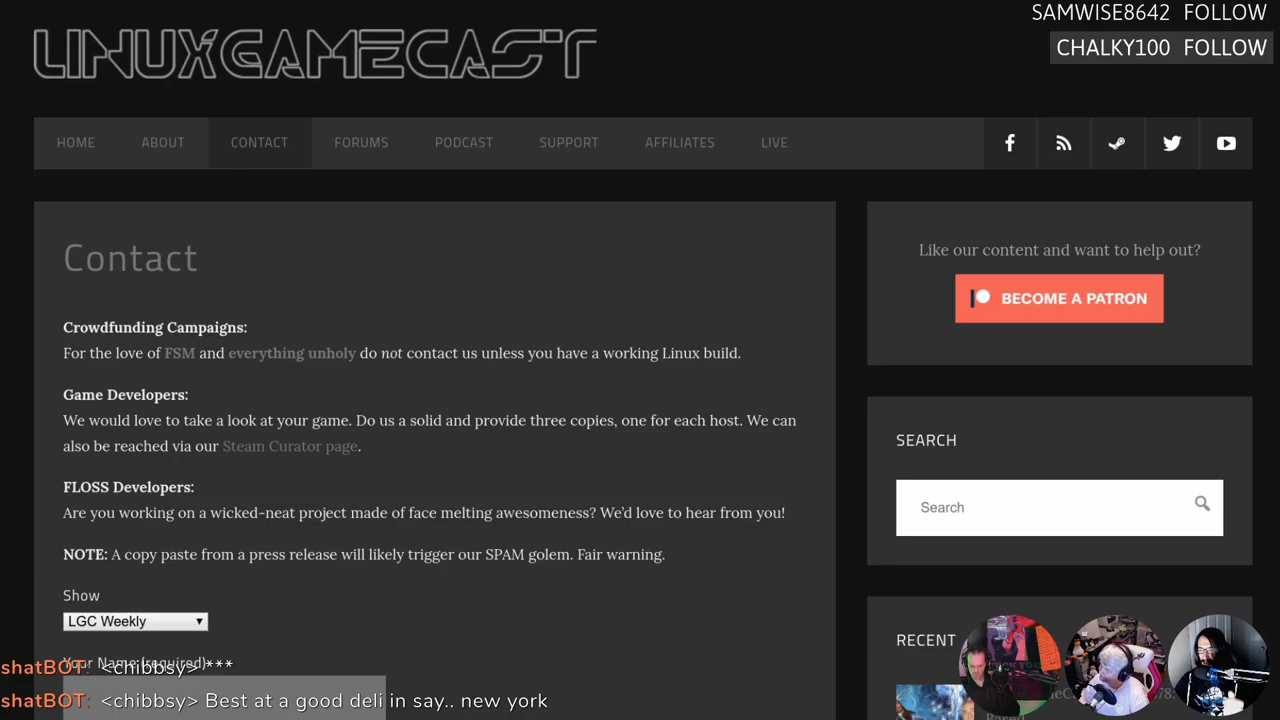 SAMWISE8642 FOLLOW
CHALKY100 FOLLOW
LINUXGAMECAST
HOME ABOUT CONTACT FORUMS PODCAST SUPPORT AFFILIATES LIVE
Contact
Crowdfunding Campaigns:
For the love of FSM and everything unholy do not contact us unless you have a working Linux build.
Game Developers:
We would love to take a look at your game. Do us a solid and provide three copies, one for each host. We can
also be reached via our Steam Curator page.
FLOSS Developers:
Are you working on a wicked-neat project made of face melting awesomeness? We'd love to hear from you!
NOTE: A copy paste from a press release will likely trigger our SPAM golem. Fair warning.
Show
LGC Weekly
Your Name (required)
shatBOT: <chibbsy> ***
shatBOT: <chibbsy> Best at a good deli in say.. new york
Like our content and want to help out?
BECOME A PATRON
SEARCH
Search
RECENT
Based